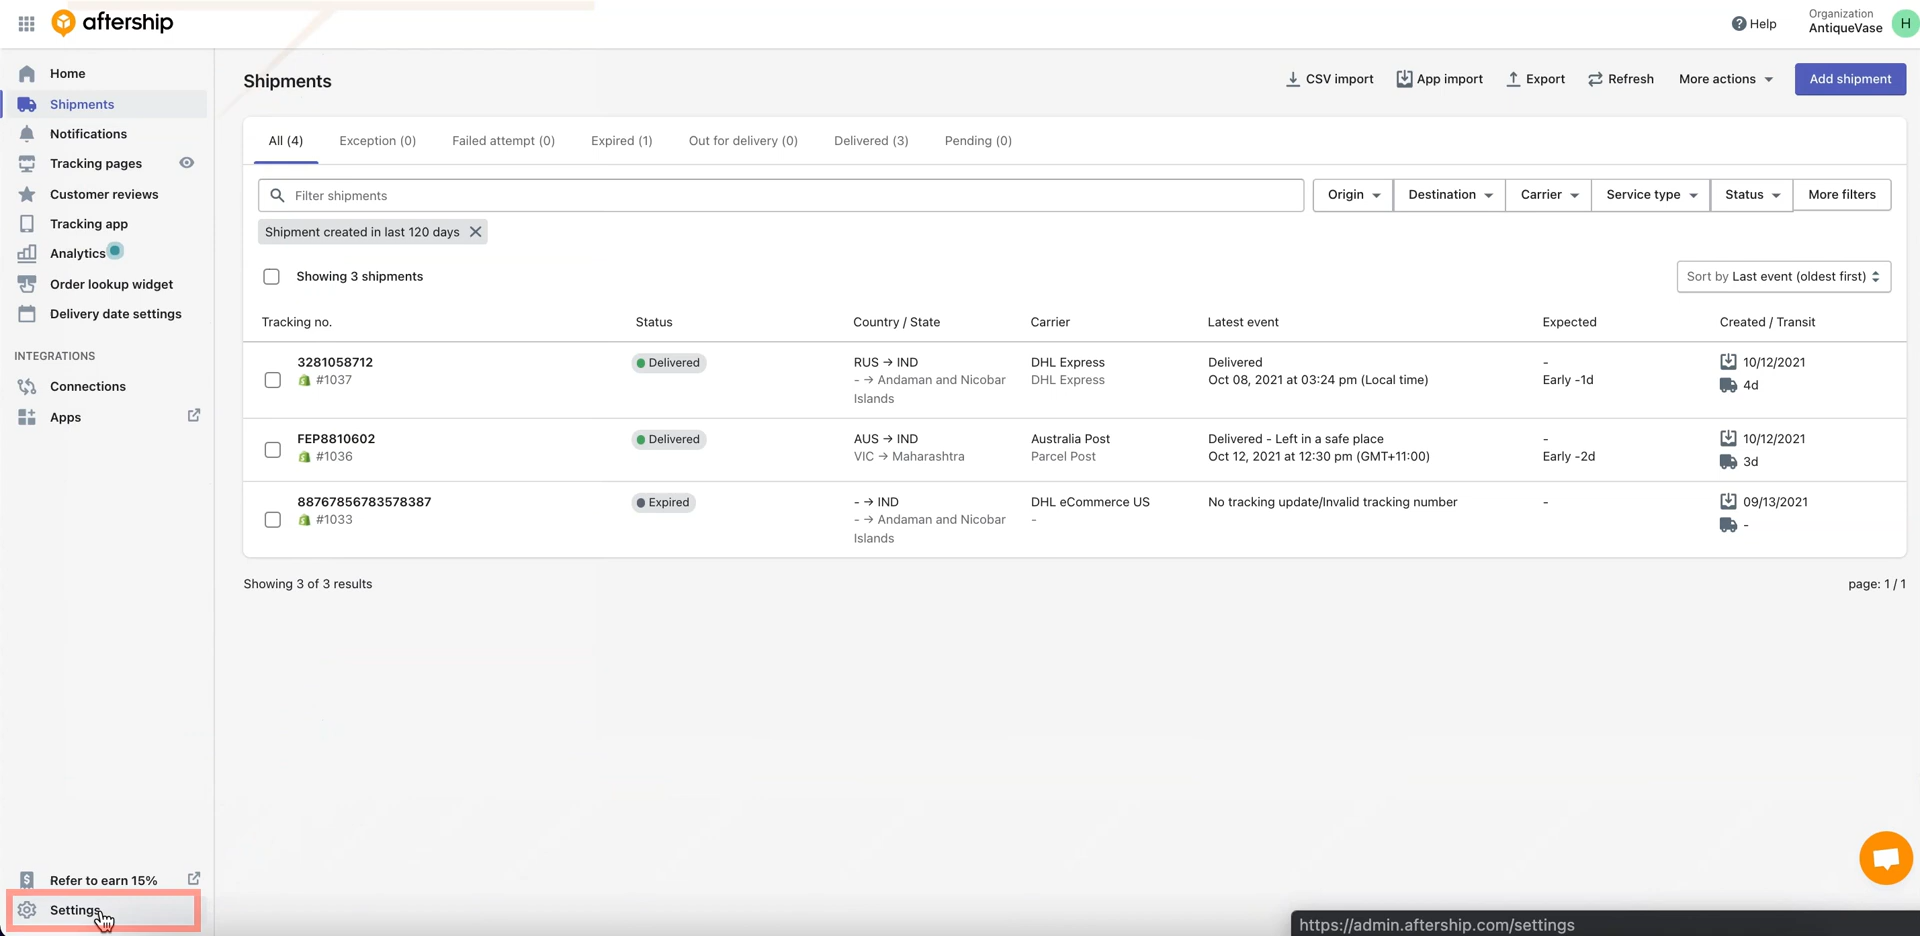 aftership
Help
Organization
AntiqueVase
H
Home
Shipments
Notifications
Tracking pages
Customer reviews
Tracking app
Analytics
Order lookup widget
Delivery date settings
INTEGRATIONS
Connections
Apps
Refer to earn 15%
Settings
Shipments
CSV import App import Export Refresh More actions Add shipment
All (4) Exception (0) Failed attempt (0) Expired (1) Out for delivery (0) Delivered (3) Pending (0)
Filter shipments Origin Destination Carrier Service type Status More filters
Shipment created in last 120 days
Showing 3 shipments Sort by Last event (oldest first)
Tracking no. Status Country / State Carrier Latest event Expected Created / Transit
3281058712 Delivered RUS → IND DHL Express Delivered - 10/12/2021
#1037 - → Andaman and Nicobar DHL Express Oct 08, 2021 at 03:24 pm (Local time) Early -1d 4d
Islands
FEP8810602 Delivered AUS → IND Australia Post Delivered - Left in a safe place - 10/12/2021
#1036 VIC → Maharashtra Parcel Post Oct 12, 2021 at 12:30 pm (GMT+11:00) Early -2d 3d
88767856783578387 Expired - → IND DHL eCommerce US No tracking update/Invalid tracking number - 09/13/2021
#1033 - → Andaman and Nicobar - -
Islands
Showing 3 of 3 results page: 1 / 1
https://admin.aftership.com/settings